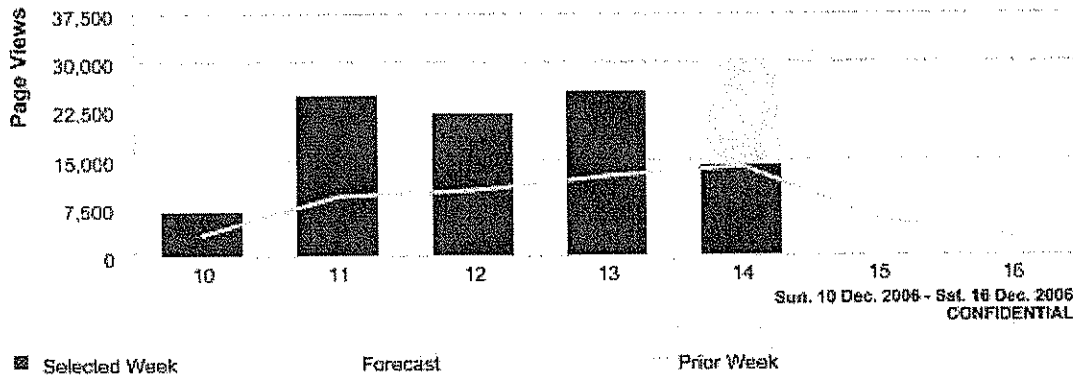 Page Views
37,500
30,000
22,500
15,000
7,500
0
10 11 12 13 14 15 16
Sun. 10 Dec. 2006 - Sat. 16 Dec. 2006
CONFIDENTIAL
Selected Week Forecast Prior Week